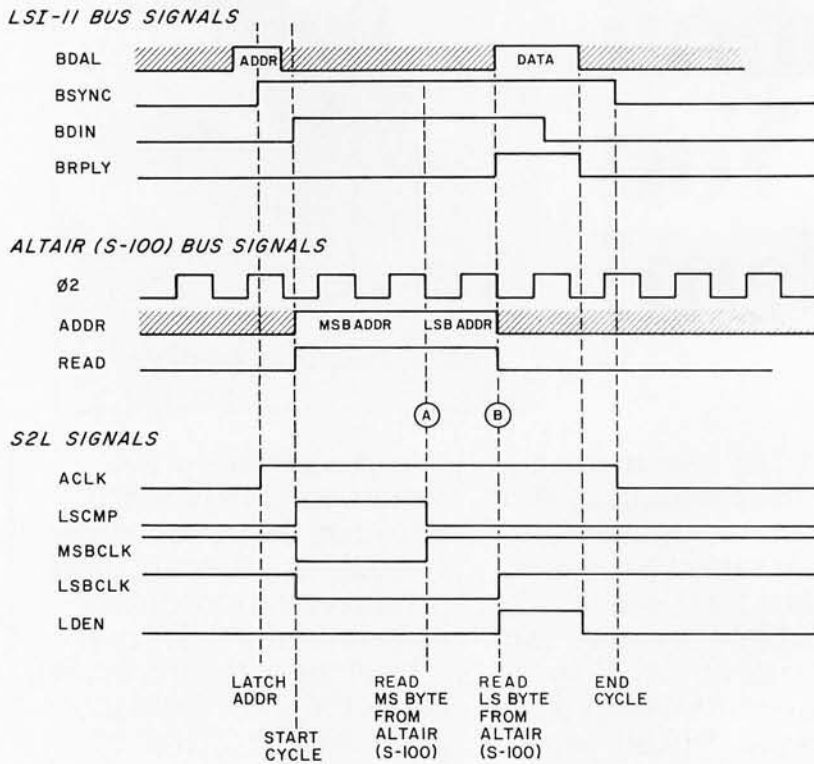 LSI-11 BUS SIGNALS
BDAL
ADDR
DATA
BSYNC
BDIN
BRPLY
ALTAIR (S-100) BUS SIGNALS
Ø2
ADDR
MSB ADDR
LSB ADDR
READ
A
B
S2L SIGNALS
ACLK
LSCMP
MSBCLK
LSBCLK
LDEN
LATCH
ADDR
START
CYCLE
READ
MS BYTE
FROM
ALTAIR
(S-100)
READ
LS BYTE
FROM
ALTAIR
(S-100)
END
CYCLE